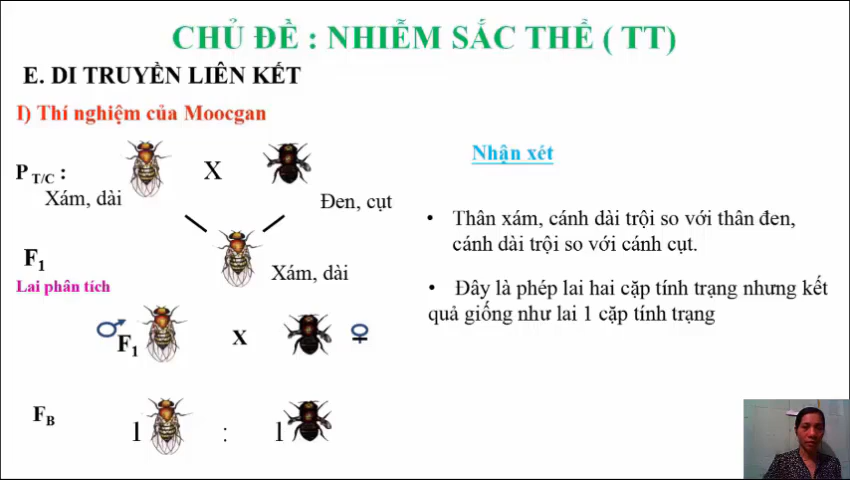 CHỦ ĐỀ : NHIỄM SẮC THỂ ( TT)
E. DI TRUYỀN LIÊN KẾT
I) Thí nghiệm của Moocgan
P T/C :
X
Xám, dài
Đen, cụt
F1
Xám, dài
Lai phân tích
♂
F1
X
♀
FB
1
:
1
Nhận xét
• Thân xám, cánh dài trội so với thân đen,
cánh dài trội so với cánh cụt.
• Đây là phép lai hai cặp tính trạng nhưng kết
quả giống như lai 1 cặp tính trạng